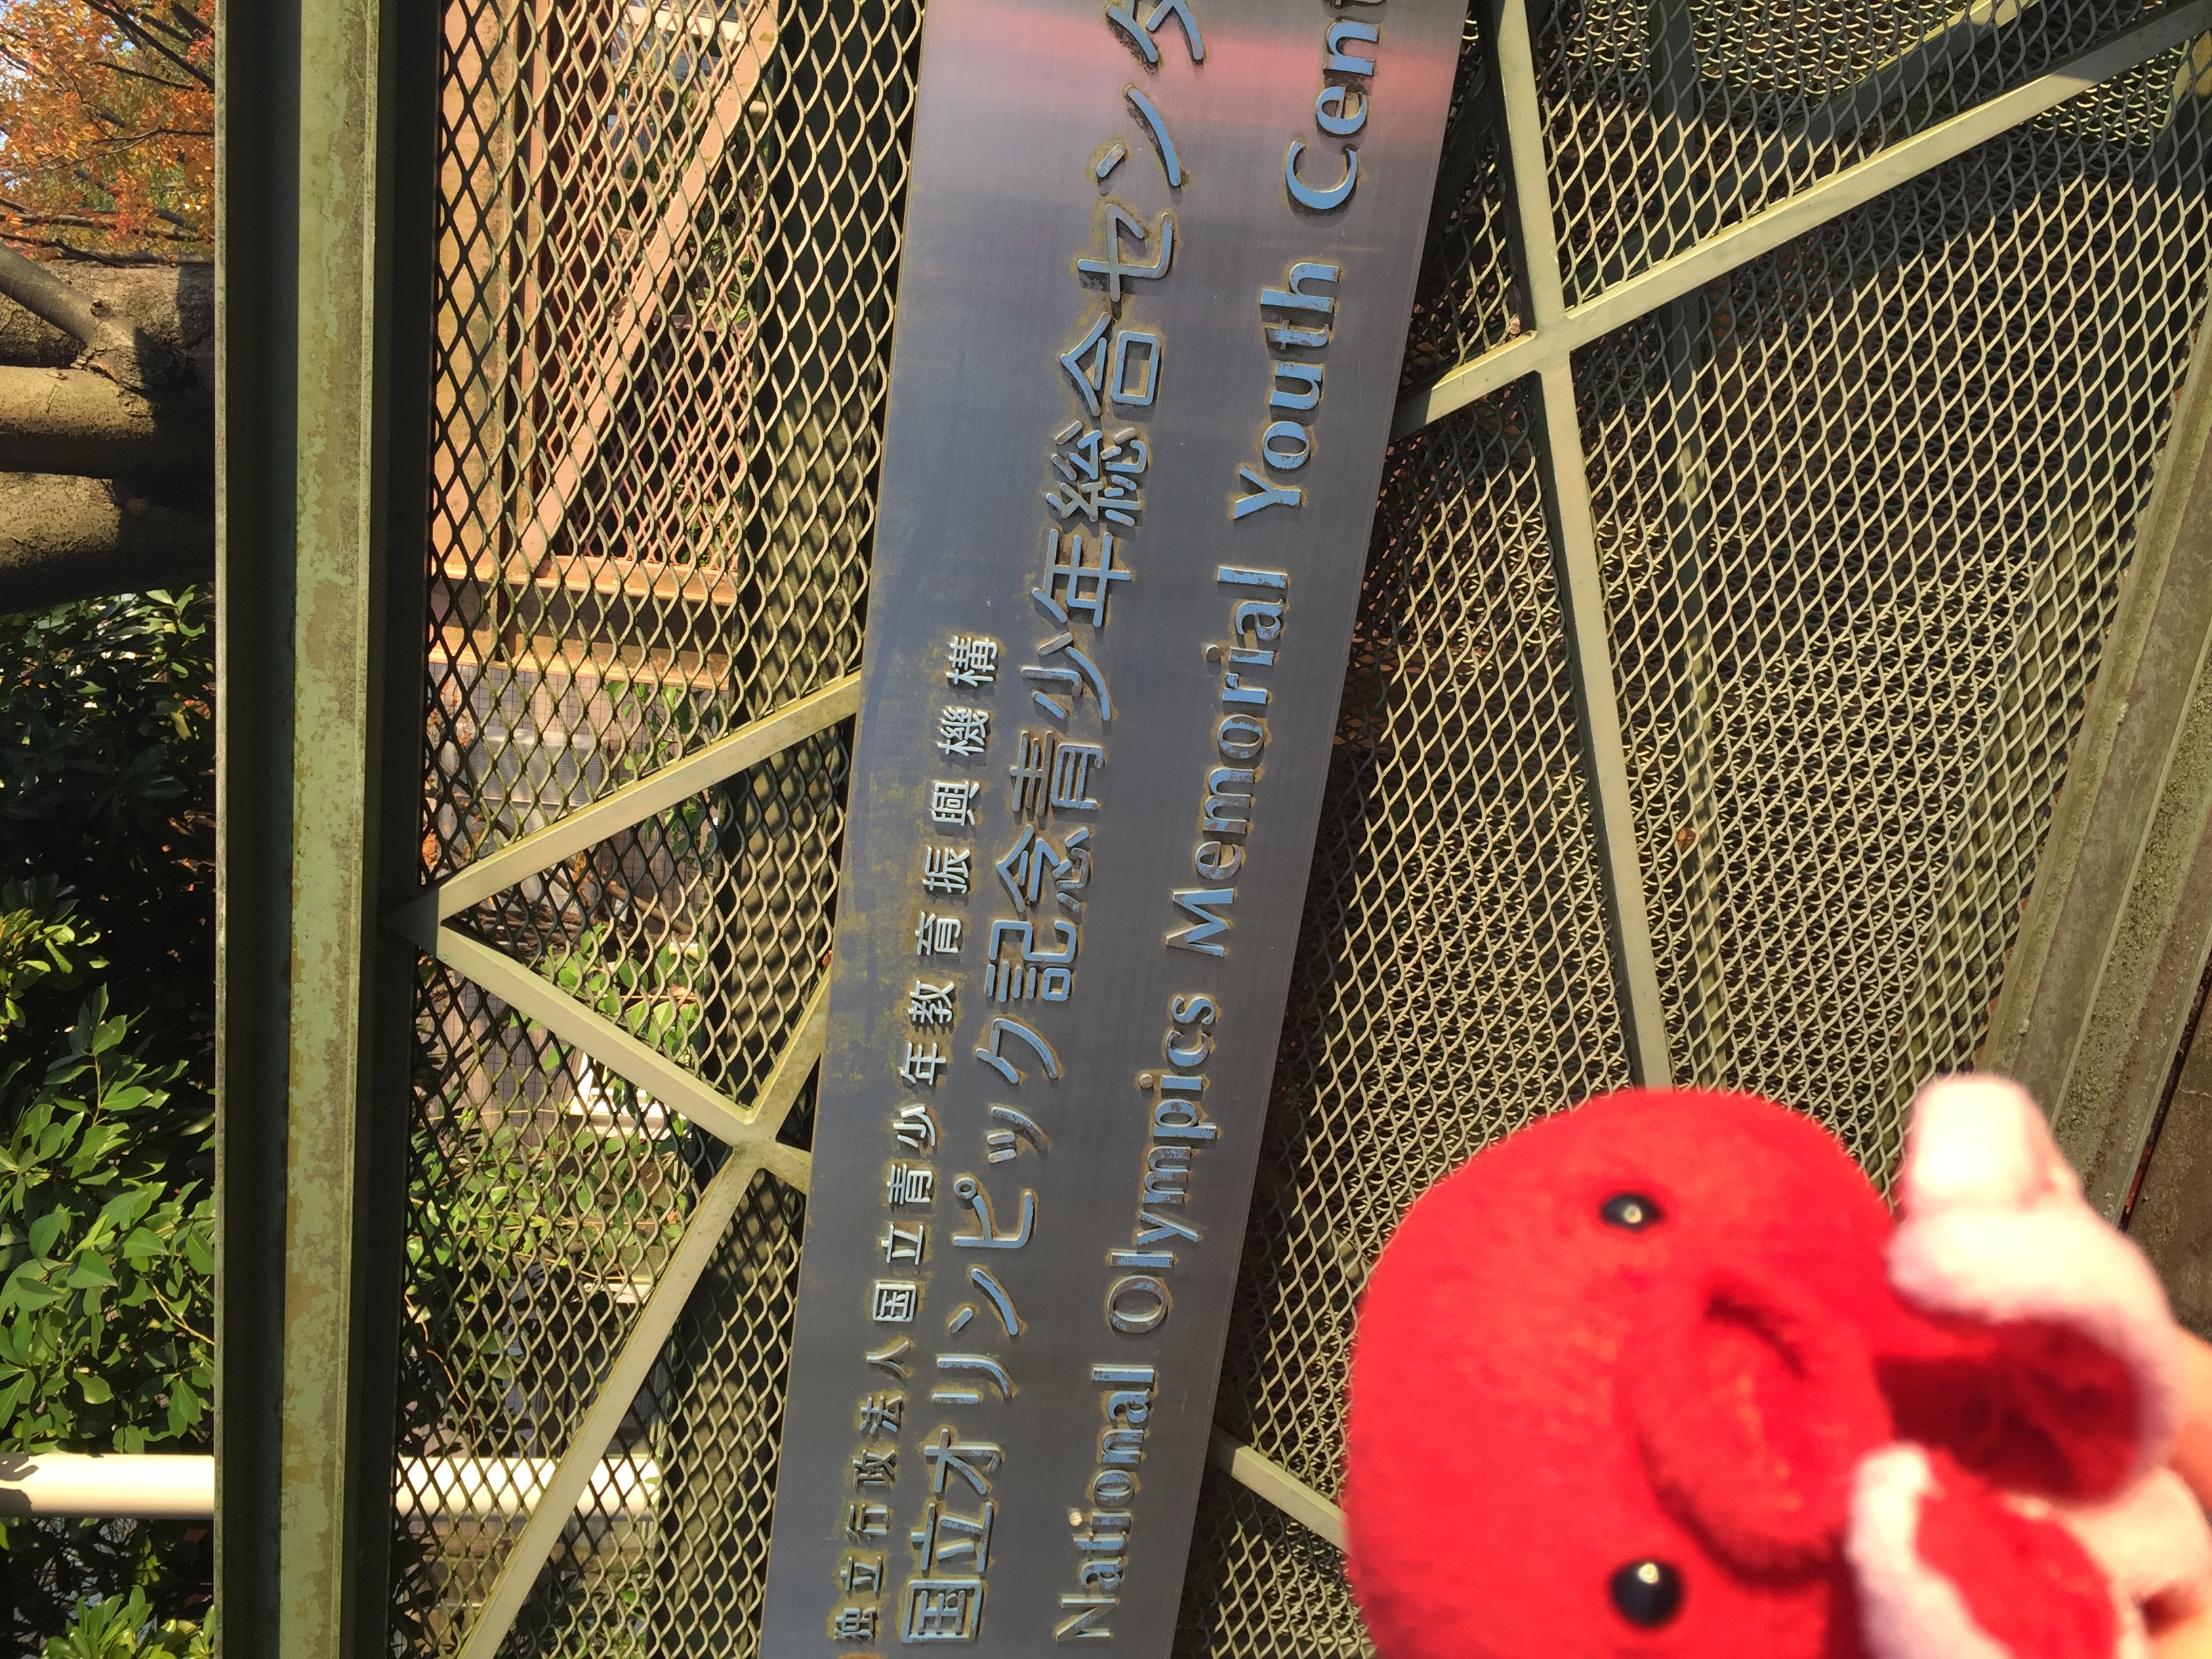 独立行政法人国立青少年教育振興機構
国立オリンピック記念青少年総合センタ
National Olympics Memorial Youth Cent